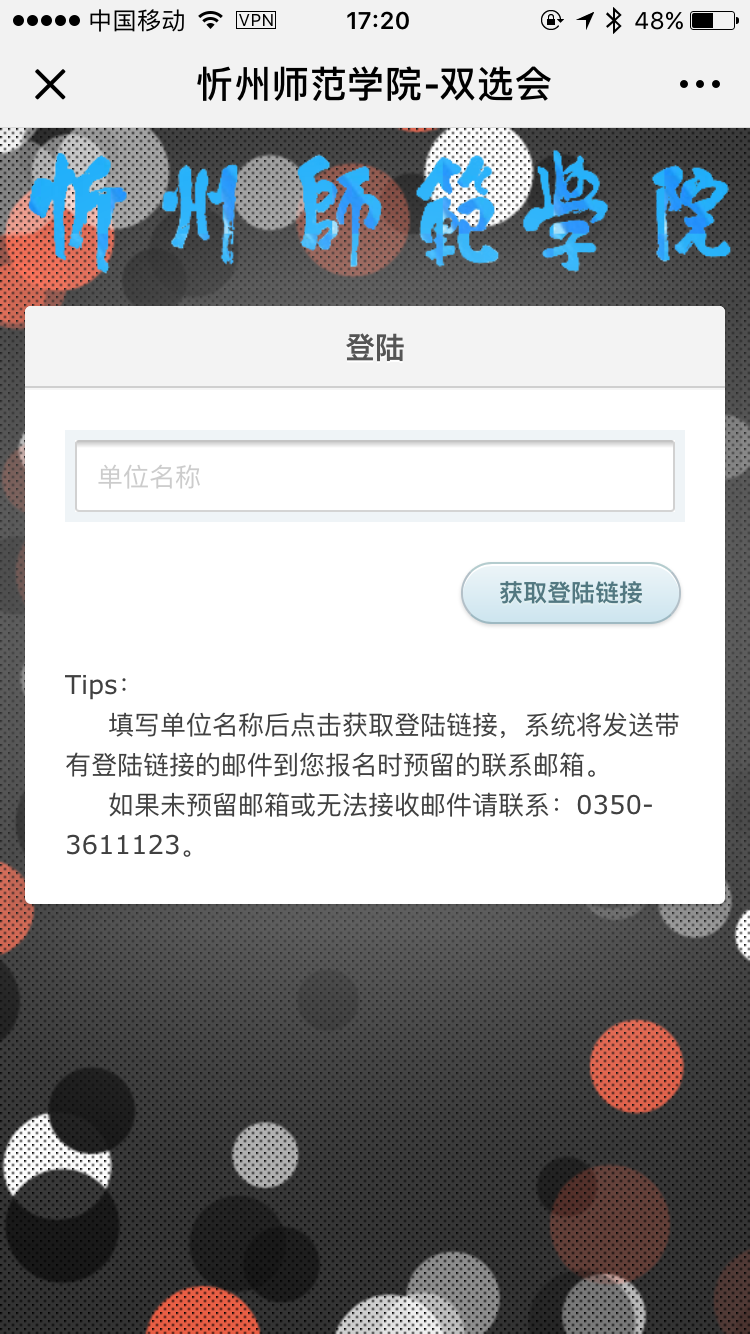 中国移动 VPN 17:20 48%
忻州师范学院-双选会
忻州師範学院
登陆
单位名称
获取登陆链接
Tips:
填写单位名称后点击获取登陆链接，系统将发送带
有登陆链接的邮件到您报名时预留的联系邮箱。
如果未预留邮箱或无法接收邮件请联系：0350-
3611123。